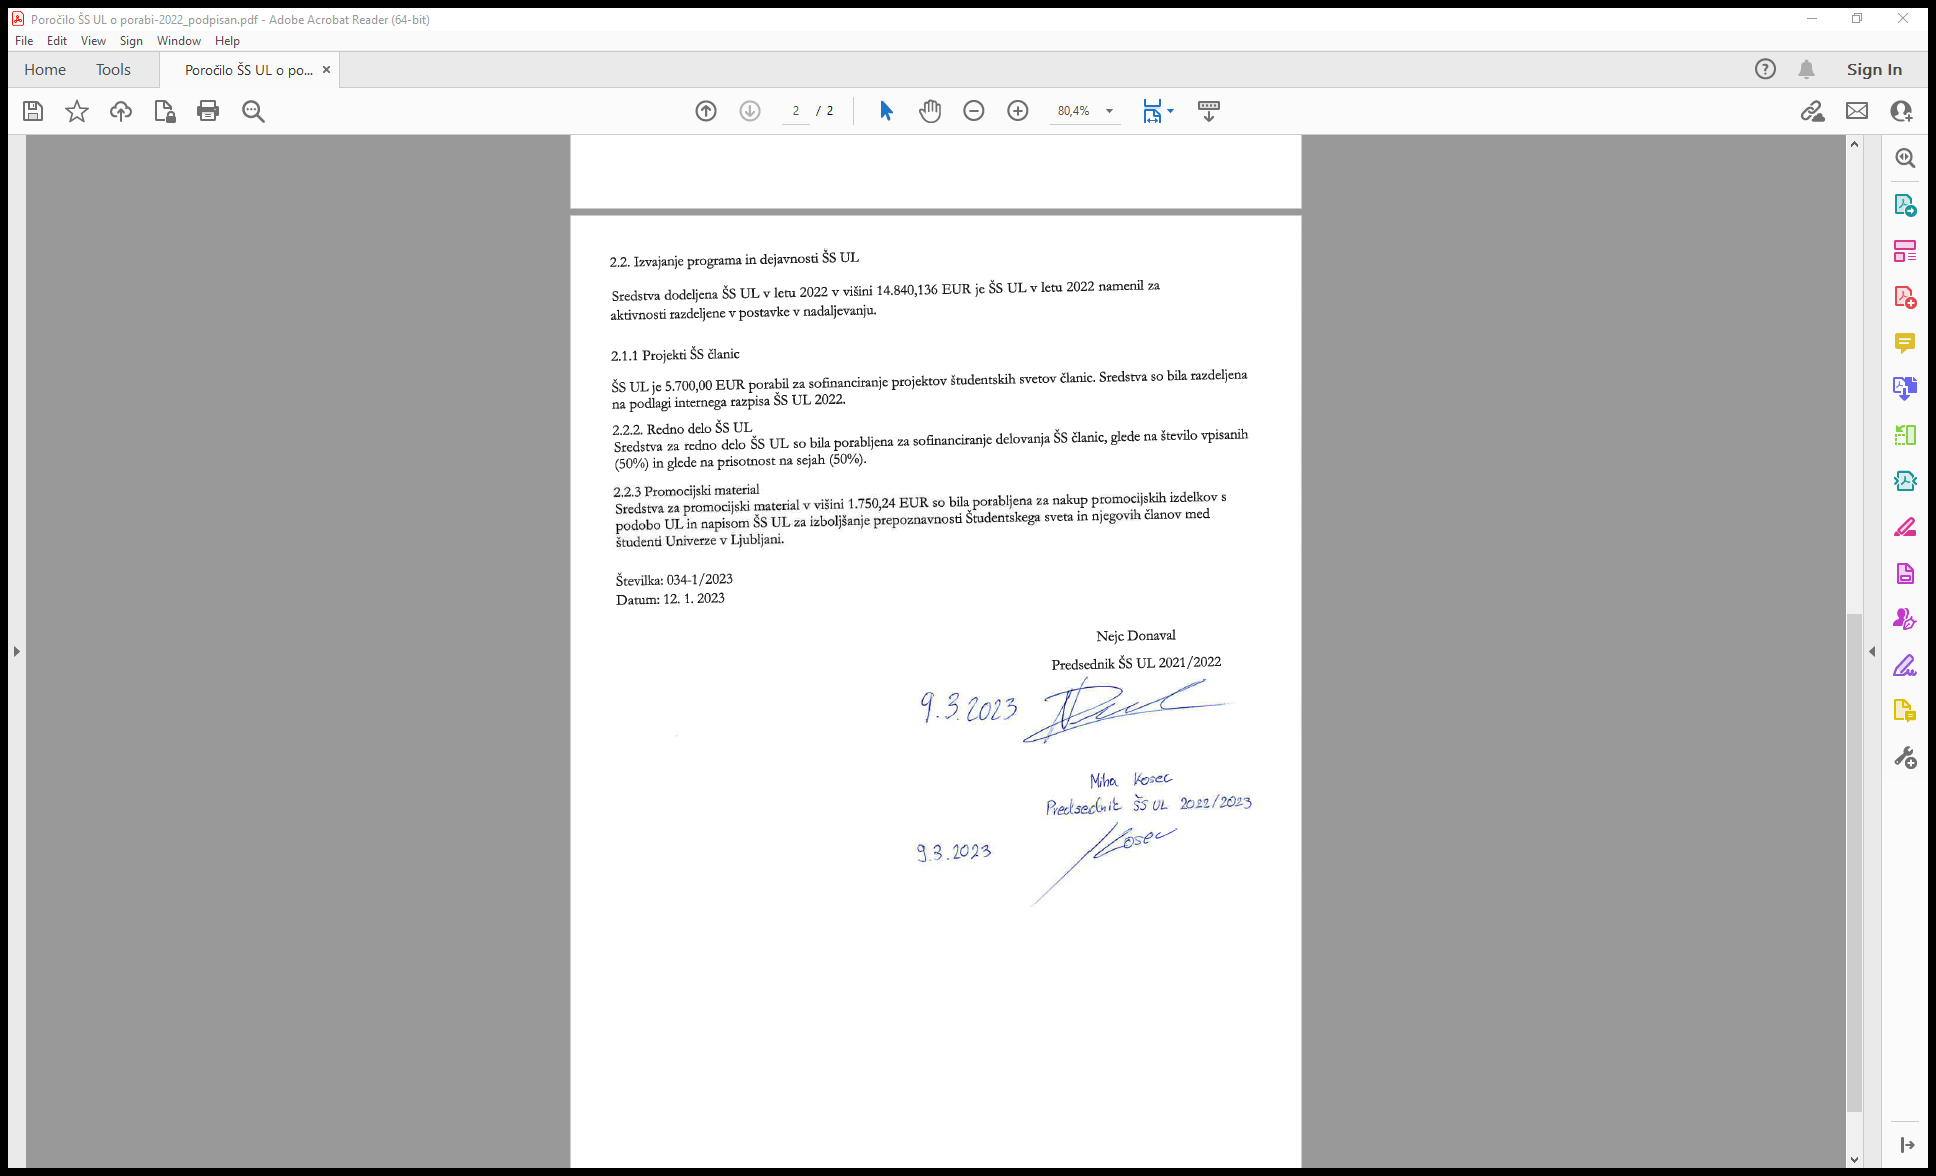 Poročilo ŠS UL o porabi-2022_podpisan.pdf - Adobe Acrobat Reader (64-bit)
File Edit View Sign Window Help
Home Tools Poročilo ŠS UL o po... × Sign In
2 / 2 80,4%
2.2. Izvajanje programa in dejavnosti ŠS UL
Sredstva dodeljena ŠS UL v letu 2022 v višini 14.840,136 EUR je ŠS UL v letu 2022 namenil za
aktivnosti razdeljene v postavke v nadaljevanju.
2.1.1 Projekti ŠS članic
ŠS UL je 5.700,00 EUR porabil za sofinanciranje projektov študentskih svetov članic. Sredstva so bila razdeljena
na podlagi internega razpisa ŠS UL 2022.
2.2.2. Redno delo ŠS UL
Sredstva za redno delo ŠS UL so bila porabljena za sofinanciranje delovanja ŠS članic, glede na število vpisanih
(50%) in glede na prisotnost na sejah (50%).
2.2.3 Promocijski material
Sredstva za promocijski material v višini 1.750,24 EUR so bila porabljena za nakup promocijskih izdelkov s
podobo UL in napisom ŠS UL za izboljšanje prepoznavnosti Študentskega sveta in njegovih članov med
študenti Univerze v Ljubljani.
Številka: 034-1/2023
Datum: 12. 1. 2023
Nejc Donaval
Predsednik ŠS UL 2021/2022
9.3.2023
Miha Kosec
Predsednik ŠS UL 2022/2023
9.3.2023 Kosec